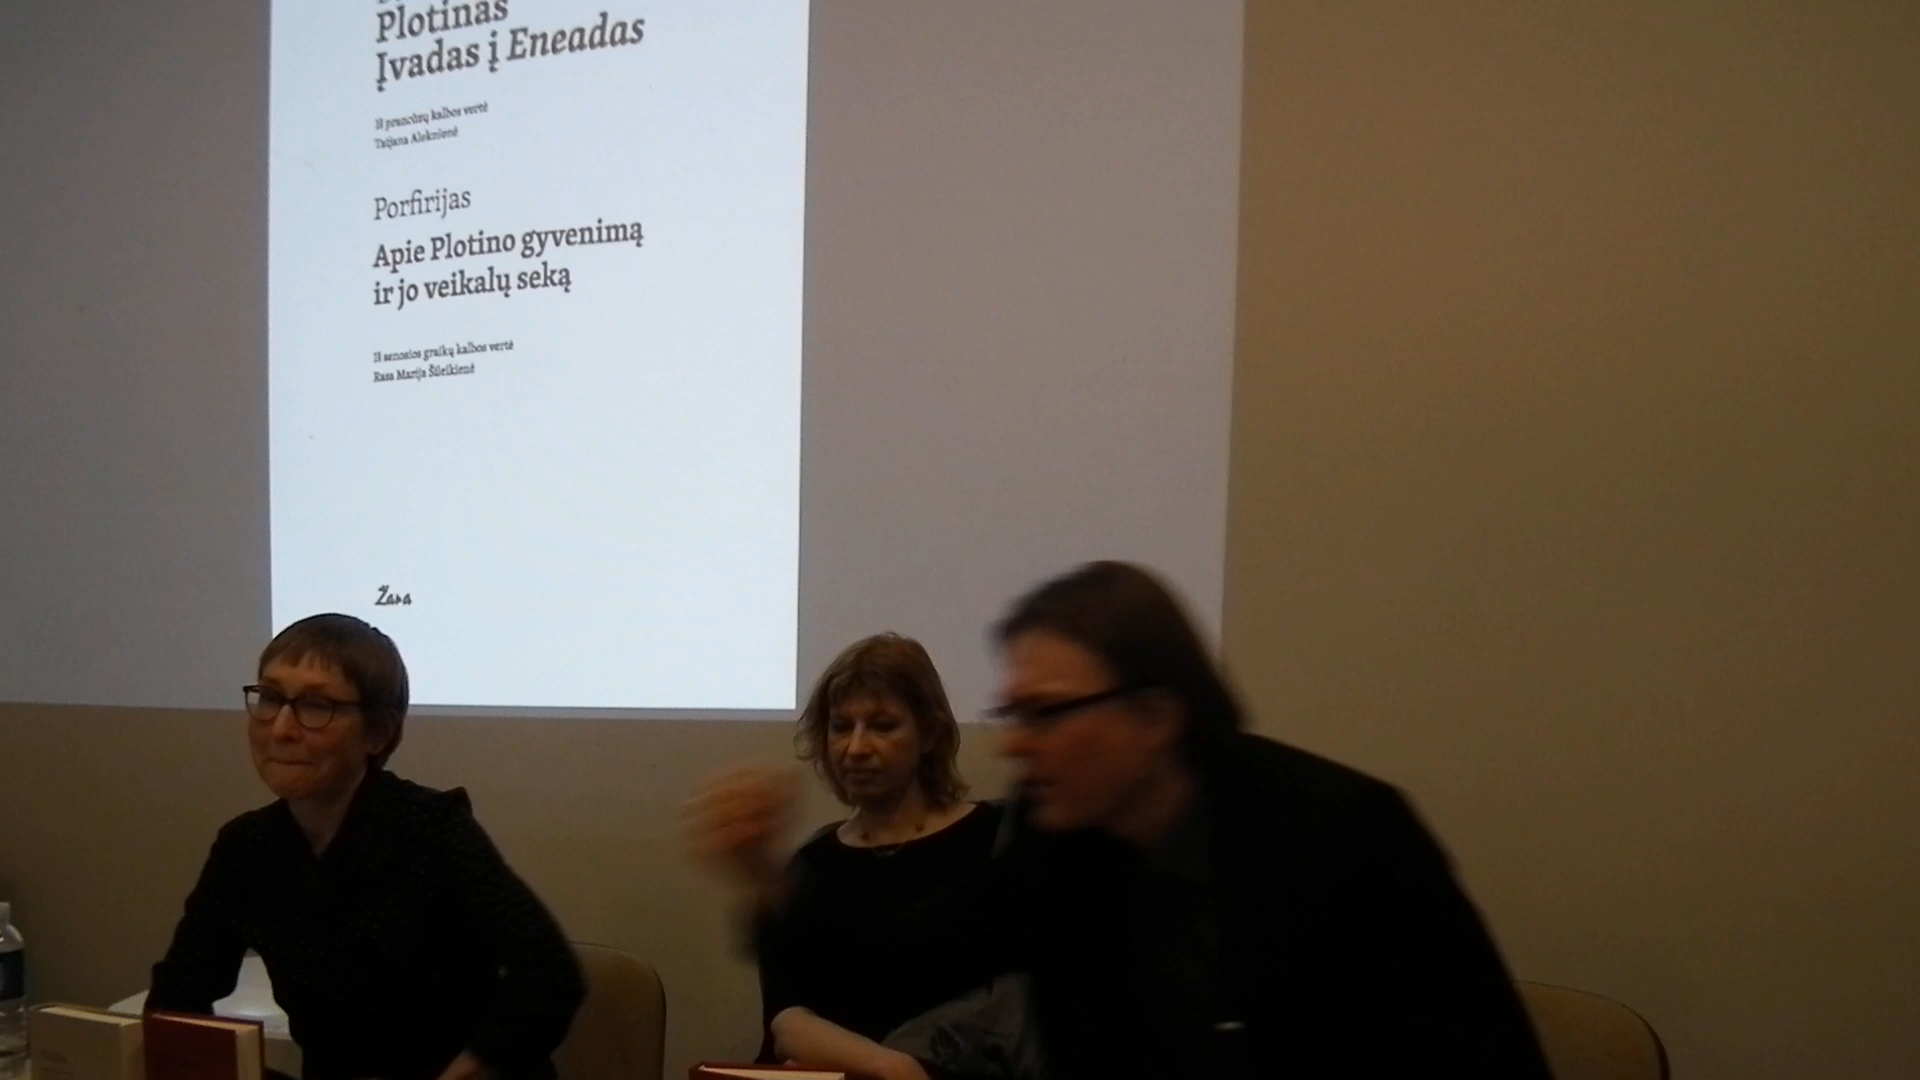 Plotinas
Įvadas į Eneadas
Iš prancūzų kalbos vertė
Tatjana Aleknienė
Porfirijas
Apie Plotino gyvenimą
ir jo veikalų seką
Iš senosios graikų kalbos vertė
Rasa Marija Šileikienė
Žara